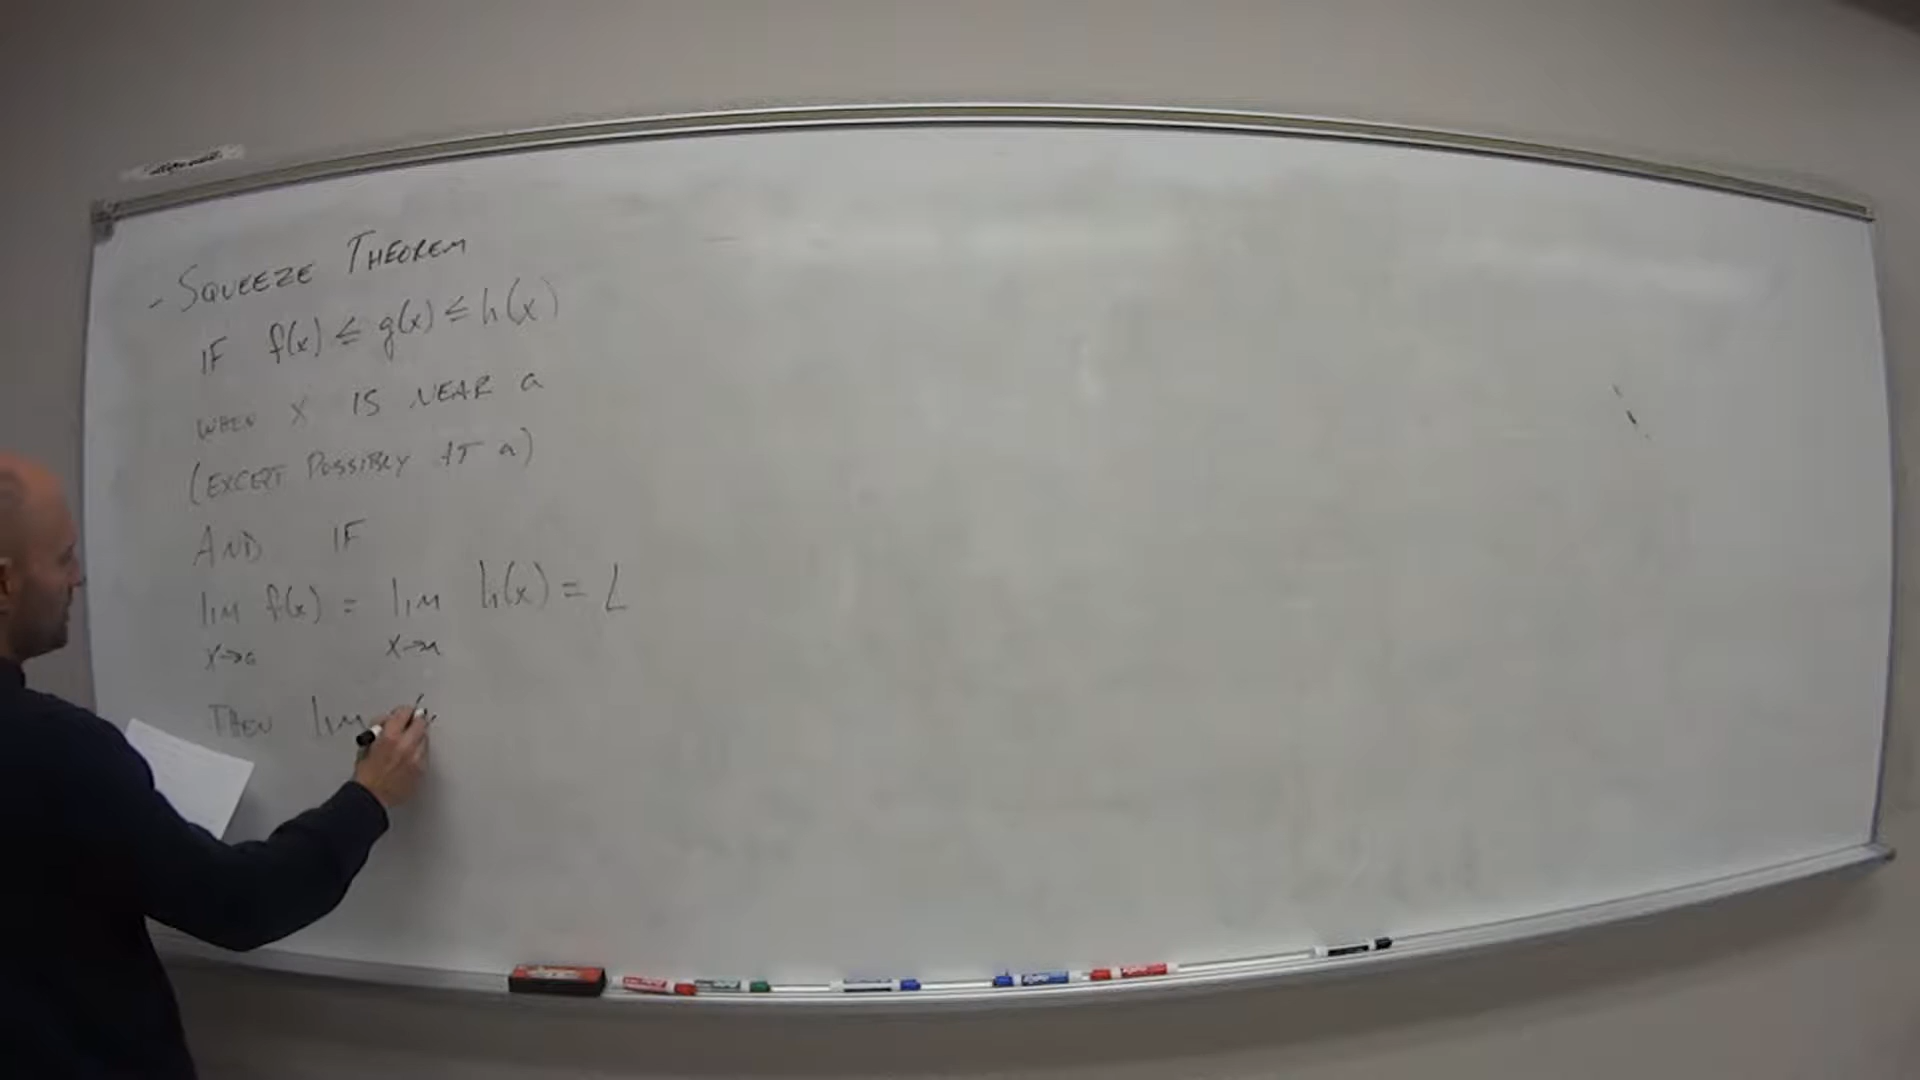 - SQUEEZE THEOREM
IF f(x) ≤ g(x) ≤ h(x)
WHEN X IS NEAR a
(EXCEPT POSSIBLY AT a)
AND IF
lim f(x) = lim h(x) = L
x→a x→a
THEN lim